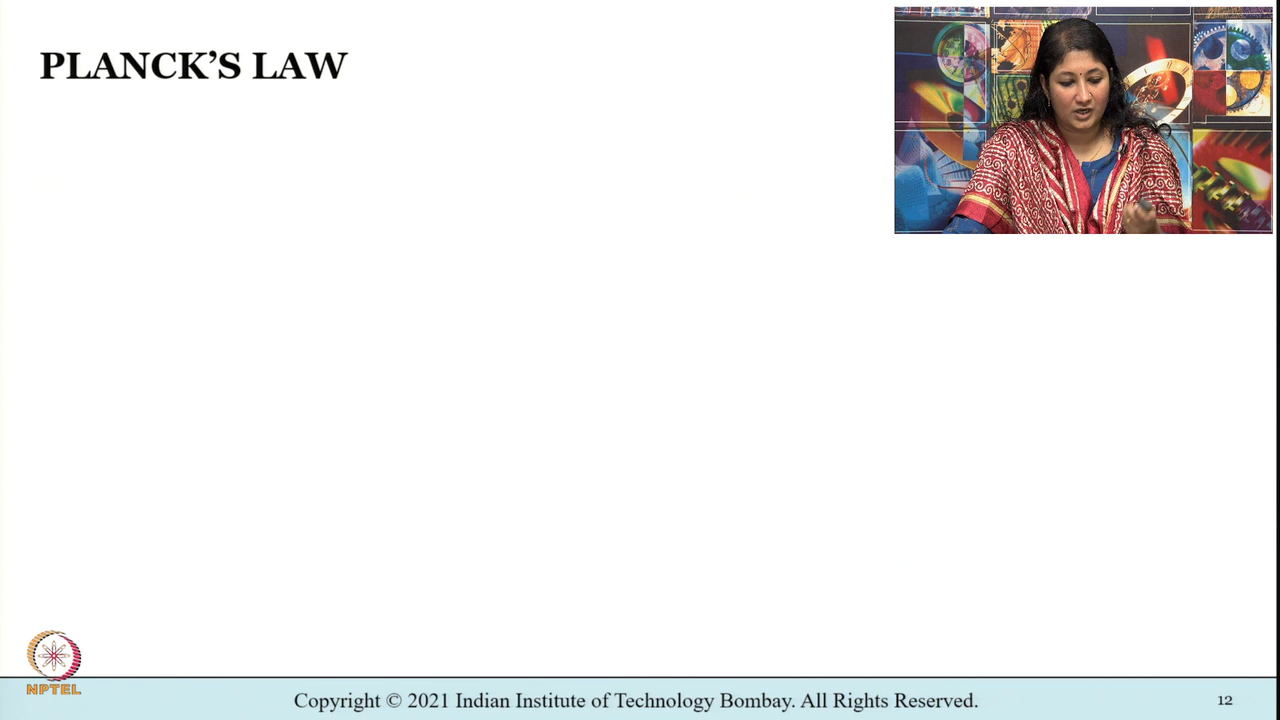 PLANCK’S LAW
NPTEL
Copyright © 2021 Indian Institute of Technology Bombay. All Rights Reserved.
12